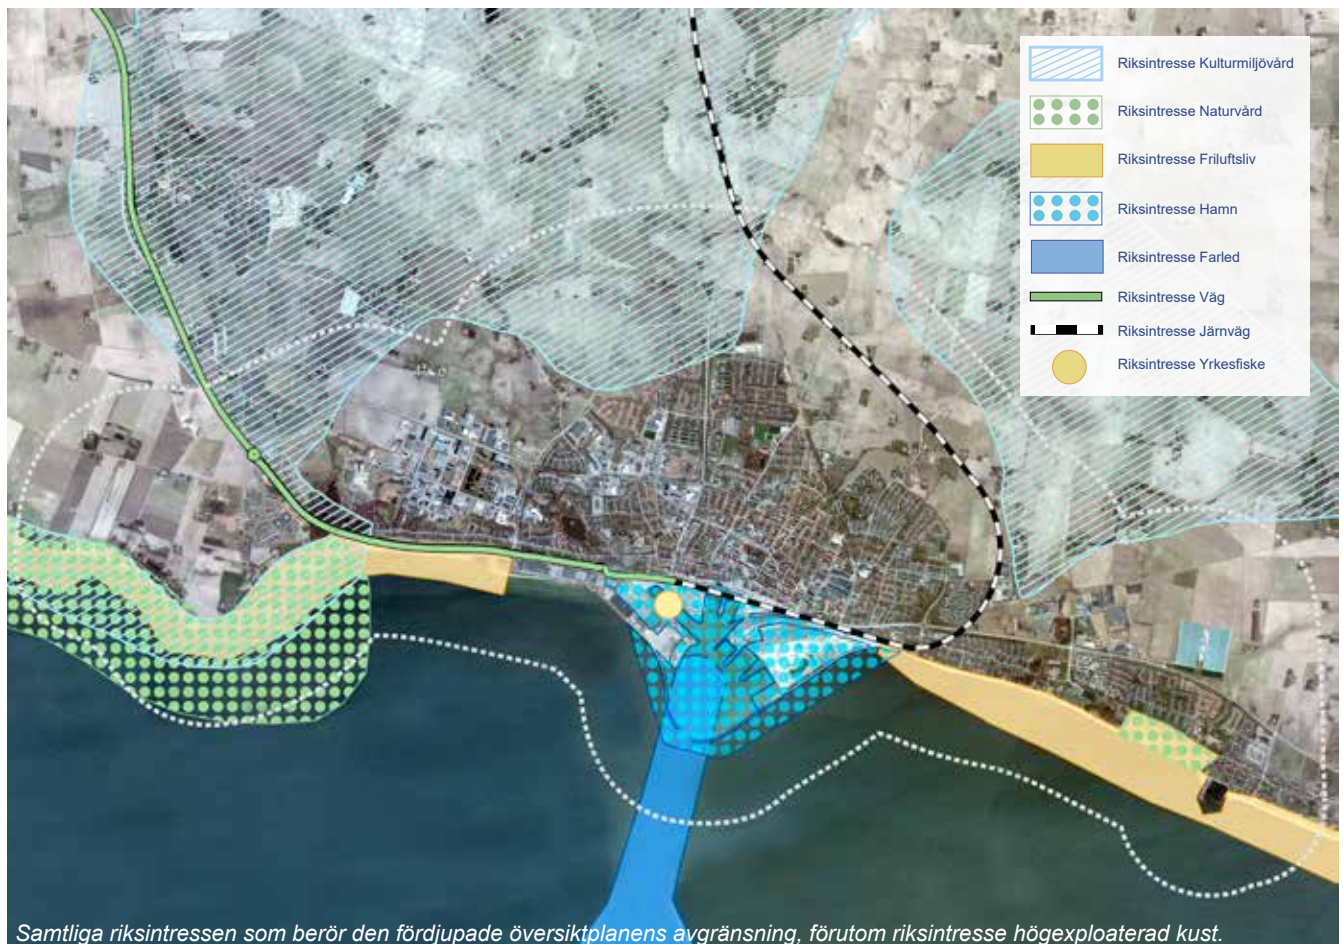 Riksintresse Kulturmiljövård
Riksintresse Naturvård
Riksintresse Friluftsliv
Riksintresse Hamn
Riksintresse Farled
Riksintresse Väg
Riksintresse Järnväg
Riksintresse Yrkesfiske
Samtliga riksintressen som berör den fördjupade översiktplanens avgränsning, förutom riksintresse högexploaterad kust.